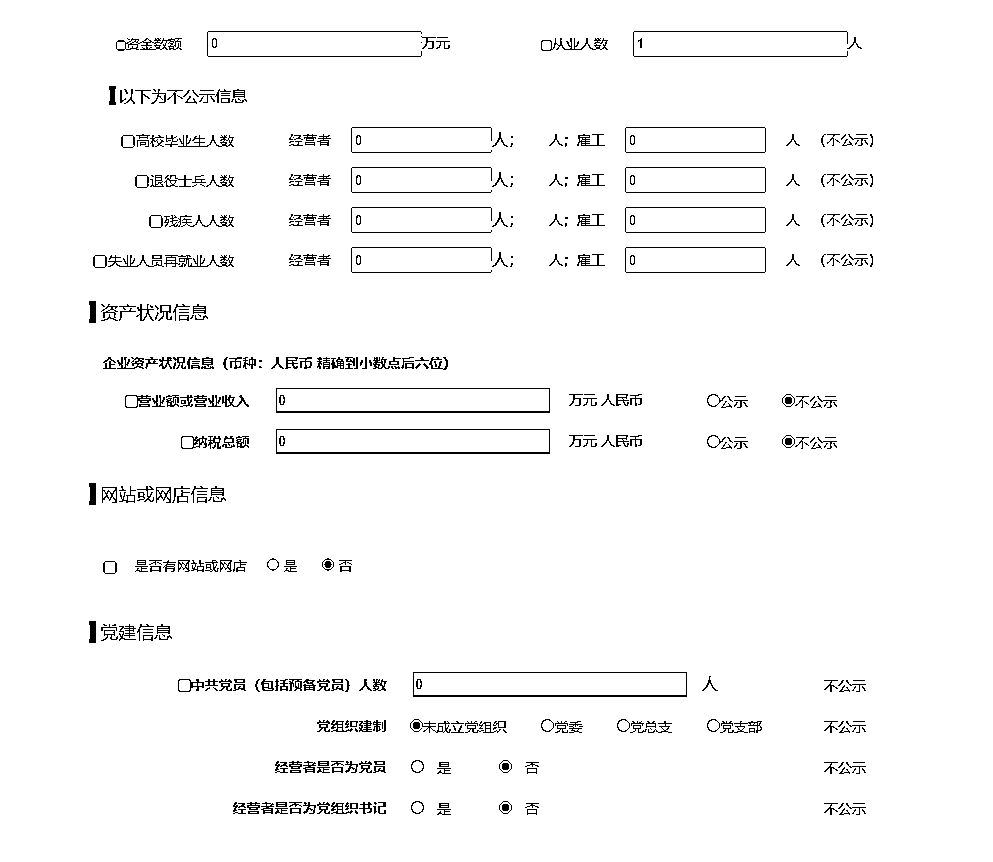 资金数额 0 万元 从业人数 1 人
以下为不公示信息
高校毕业生人数 经营者 0 人； 人；雇工 0 人 （不公示）
退役士兵人数 经营者 0 人； 人；雇工 0 人 （不公示）
残疾人人数 经营者 0 人； 人；雇工 0 人 （不公示）
失业人员再就业人数 经营者 0 人； 人；雇工 0 人 （不公示）
资产状况信息
企业资产状况信息（币种：人民币 精确到小数点后六位）
营业额或营业收入 0 万元 人民币 公示 不公示
纳税总额 0 万元 人民币 公示 不公示
网站或网店信息
是否有网站或网店 是 否
党建信息
中共党员（包括预备党员）人数 0 人 不公示
党组织建制 未成立党组织 党委 党总支 党支部 不公示
经营者是否为党员 是 否 不公示
经营者是否为党组织书记 是 否 不公示